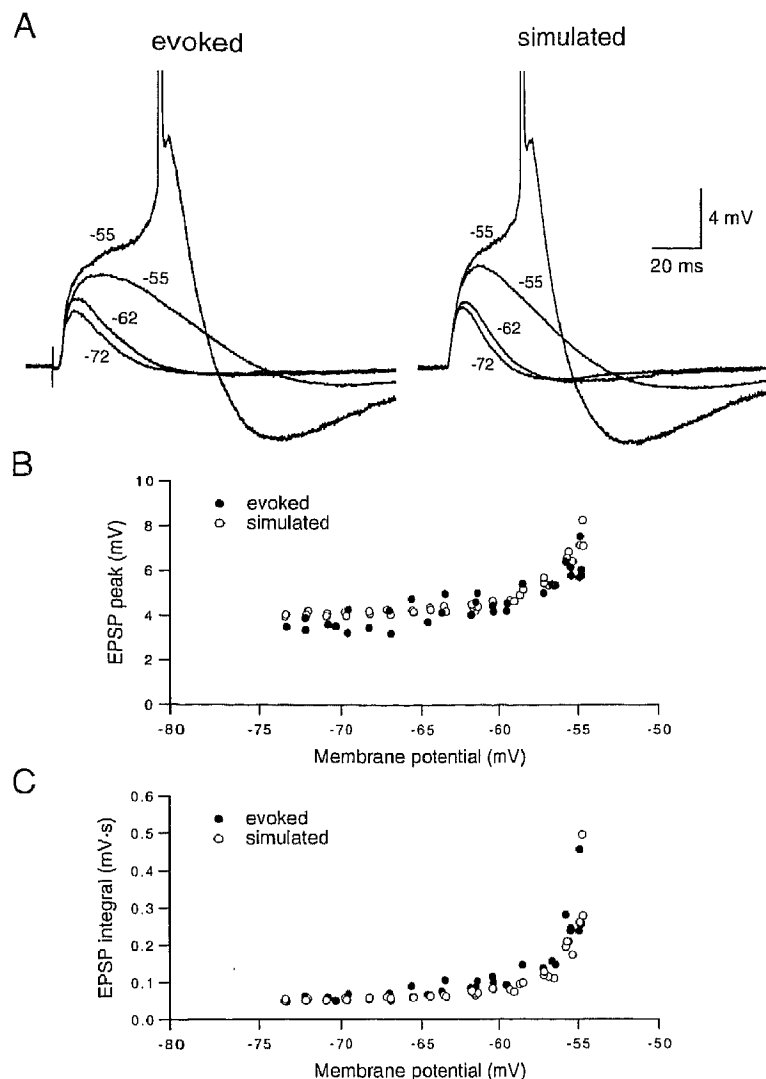 A
evoked
simulated
-55
-55
-62
-72
-55
-55
-62
-72
4 mV
20 ms
B
10
8
6
4
2
0
EPSP peak (mV)
evoked
simulated
-80 -75 -70 -65 -60 -55 -50
Membrane potential (mV)
C
0.6
0.5
0.4
0.3
0.2
0.1
0.0
EPSP integral (mV·s)
evoked
simulated
-80 -75 -70 -65 -60 -55 -50
Membrane potential (mV)